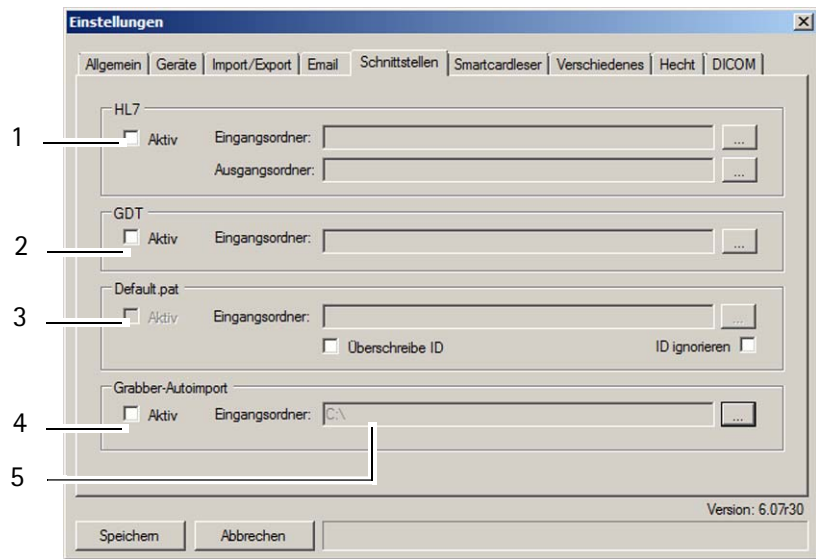 Einstellungen
Allgemein Geräte Import/Export Email Schnittstellen Smartcardleser Verschiedenes Hecht DICOM
HL7
1 Aktiv Eingangsordner: ...
Ausgangsordner: ...
GDT
2 Aktiv Eingangsordner: ...
Default.pat
3 Aktiv Eingangsordner: ...
Überschreibe ID ID ignorieren
Grabber-Autoimport
4 Aktiv Eingangsordner: C:\ ...
5
Version: 6.07r30
Speichern Abbrechen